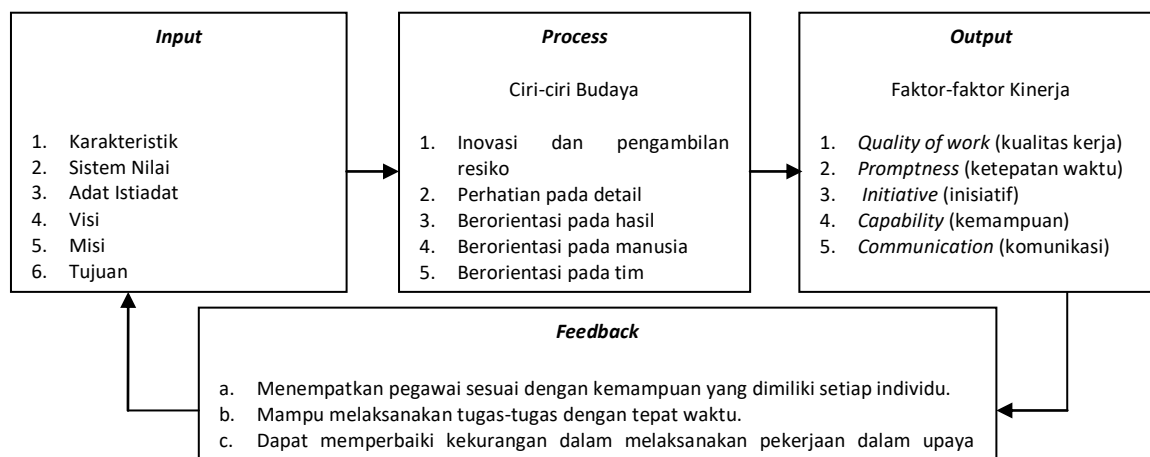 Input
1. Karakteristik
2. Sistem Nilai
3. Adat Istiadat
4. Visi
5. Misi
6. Tujuan
Process
Ciri-ciri Budaya
1. Inovasi dan pengambilan
resiko
2. Perhatian pada detail
3. Berorientasi pada hasil
4. Berorientasi pada manusia
5. Berorientasi pada tim
Output
Faktor-faktor Kinerja
1. Quality of work (kualitas kerja)
2. Promptness (ketepatan waktu)
3. Initiative (inisiatif)
4. Capability (kemampuan)
5. Communication (komunikasi)
Feedback
a. Menempatkan pegawai sesuai dengan kemampuan yang dimiliki setiap individu.
b. Mampu melaksanakan tugas-tugas dengan tepat waktu.
c. Dapat memperbaiki kekurangan dalam melaksanakan pekerjaan dalam upaya